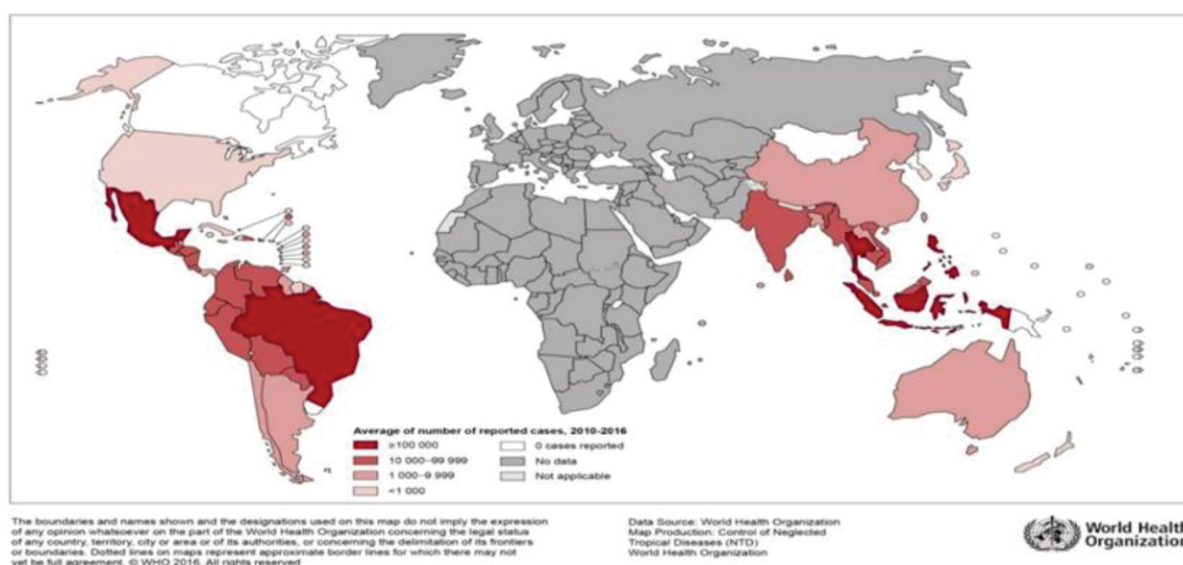 Average of number of reported cases, 2010-2016
≥100 000
10 000–99 999
1 000–9 999
<1 000
0 cases reported
No data
Not applicable
The boundaries and names shown and the designations used on this map do not imply the expression
of any opinion whatsoever on the part of the World Health Organization concerning the legal status
of any country, territory, city or area or of its authorities, or concerning the delimitation of its frontiers
or boundaries. Dotted lines on maps represent approximate border lines for which there may not
yet be full agreement. © WHO 2016. All rights reserved
Data Source: World Health Organization
Map Production: Control of Neglected
Tropical Diseases (NTD)
World Health Organization
World Health
Organization